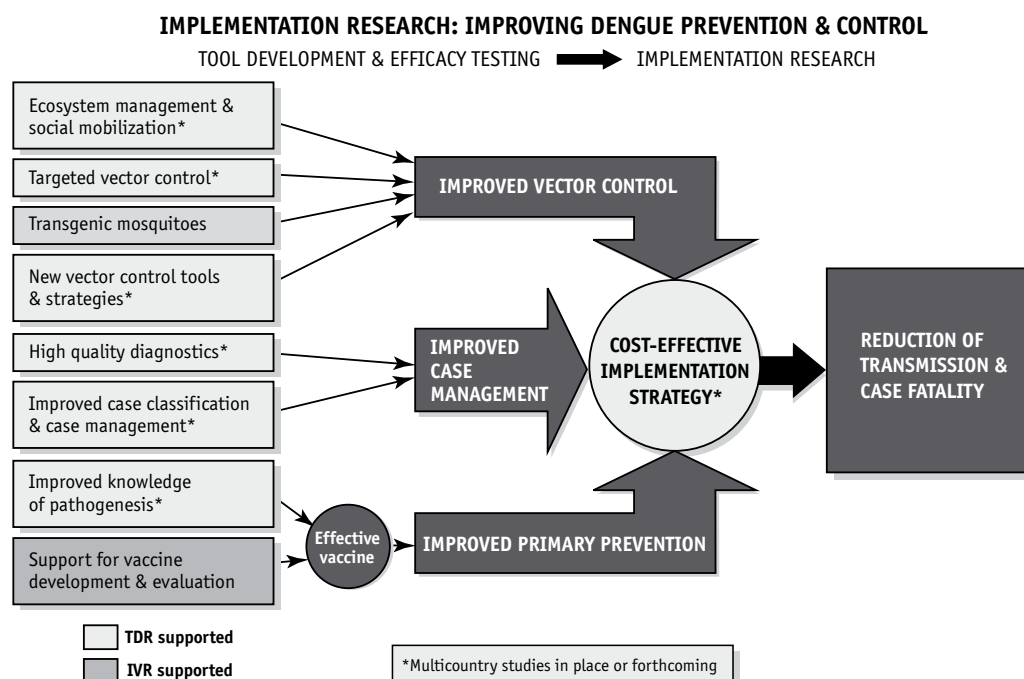 IMPLEMENTATION RESEARCH: IMPROVING DENGUE PREVENTION & CONTROL
TOOL DEVELOPMENT & EFFICACY TESTING
IMPLEMENTATION RESEARCH
Ecosystem management &
social mobilization*
Targeted vector control*
Transgenic mosquitoes
New vector control tools
& strategies*
High quality diagnostics*
Improved case classification
& case management*
Improved knowledge
of pathogenesis*
Support for vaccine
development & evaluation
Effective
vaccine
IMPROVED VECTOR CONTROL
IMPROVED
CASE
MANAGEMENT
IMPROVED PRIMARY PREVENTION
COST-EFFECTIVE
IMPLEMENTATION
STRATEGY*
REDUCTION OF
TRANSMISSION &
CASE FATALITY
TDR supported
IVR supported
*Multicountry studies in place or forthcoming